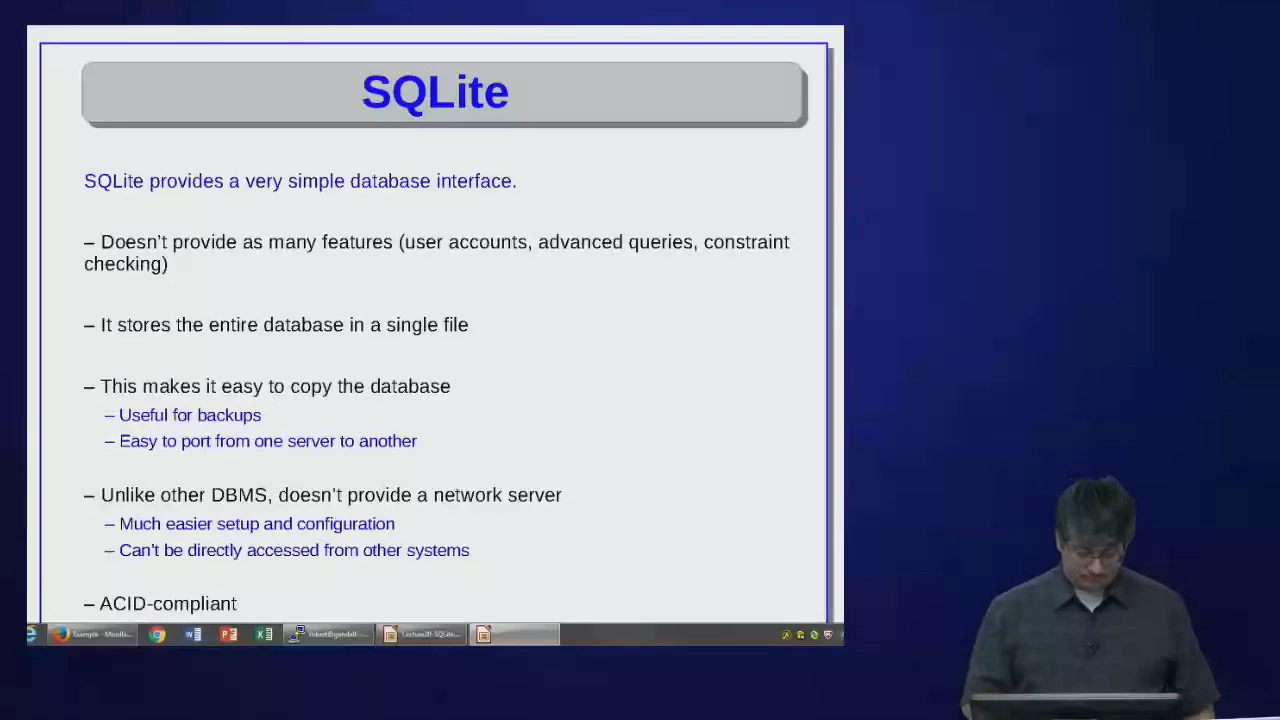 SQLite
SQLite provides a very simple database interface.
– Doesn't provide as many features (user accounts, advanced queries, constraint
checking)
– It stores the entire database in a single file
– This makes it easy to copy the database
– Useful for backups
– Easy to port from one server to another
– Unlike other DBMS, doesn't provide a network server
– Much easier setup and configuration
– Can't be directly accessed from other systems
– ACID-compliant
Example - Mozilla...